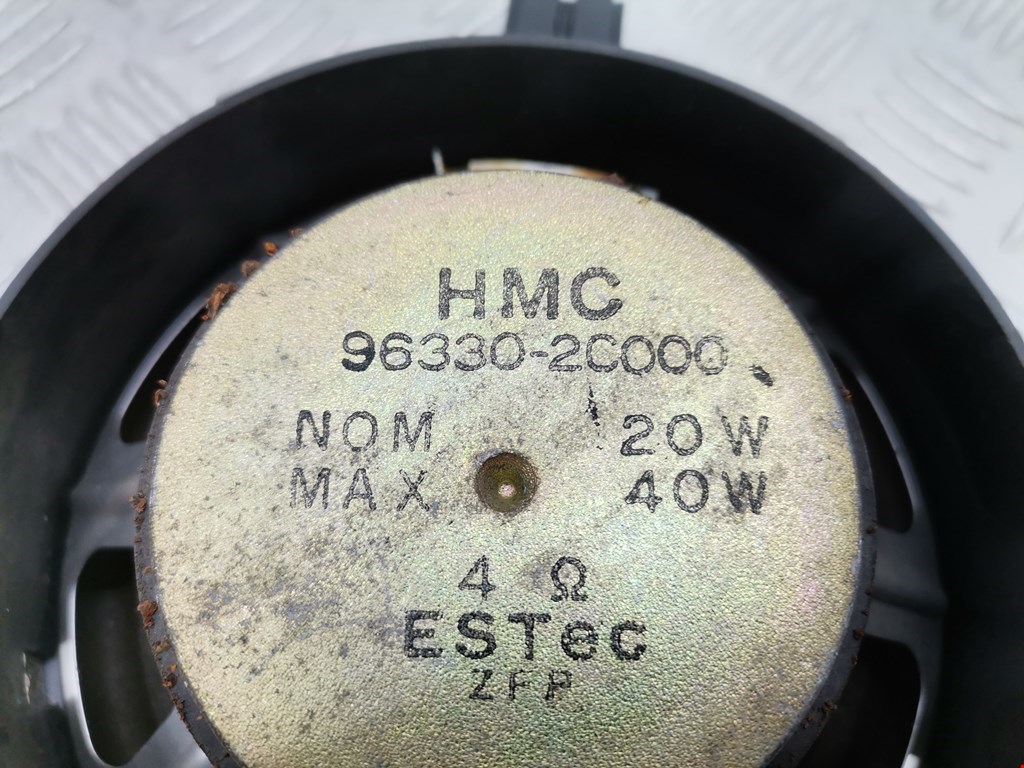 HMC
96330-2C000
NOM 20W
MAX 40W
4 Ω
ESTec
ZFP